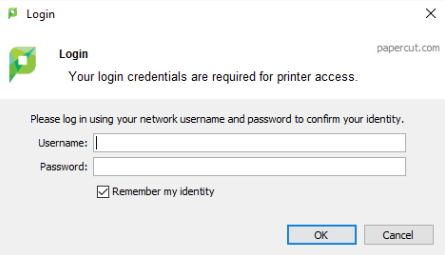 Login
Login
papercut.com
Your login credentials are required for printer access.
Please log in using your network username and password to confirm your identity.
Username:
Password:
Remember my identity
OK Cancel